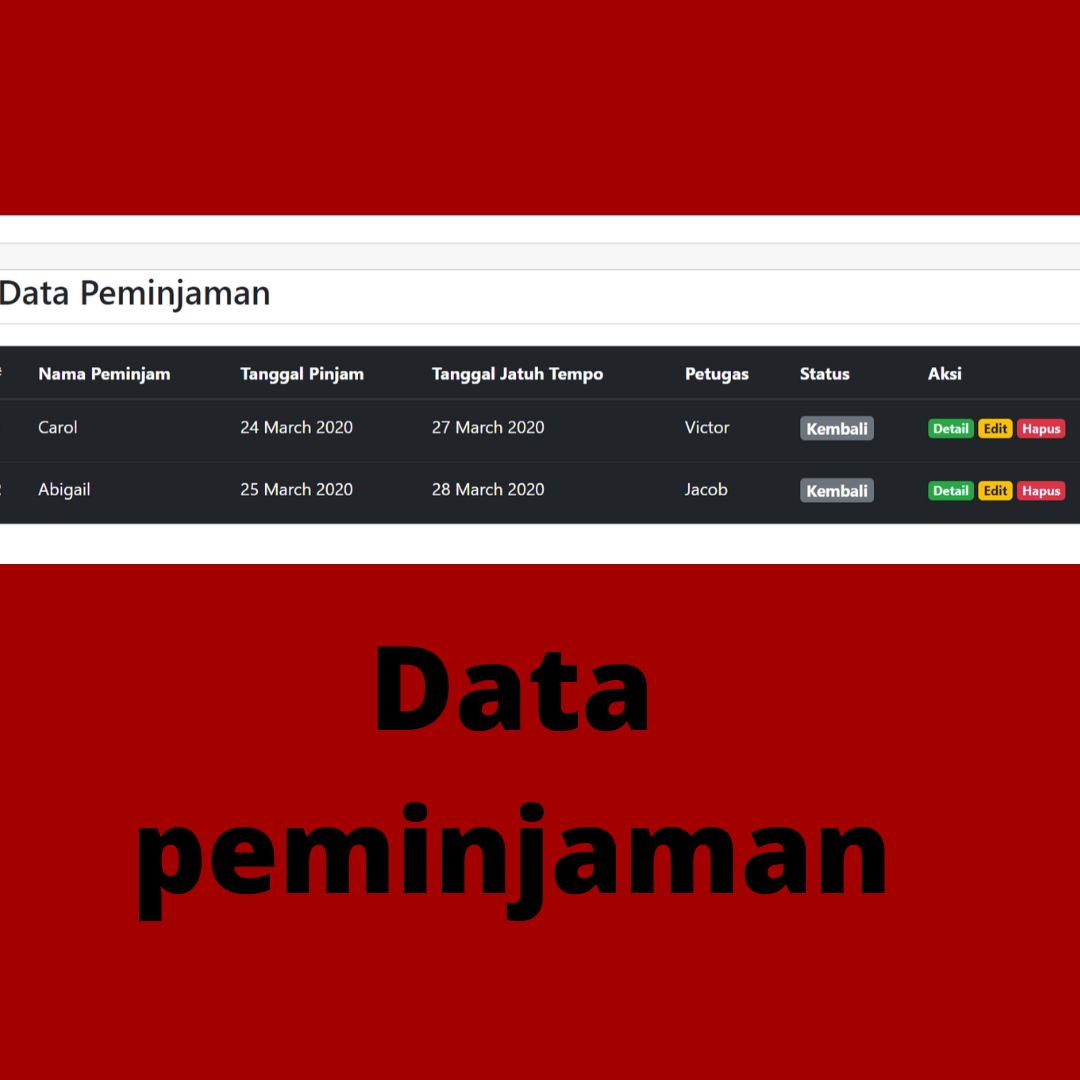 Data Peminjaman
Nama Peminjam Tanggal Pinjam Tanggal Jatuh Tempo Petugas Status Aksi
Carol 24 March 2020 27 March 2020 Victor Kembali Detail Edit Hapus
Abigail 25 March 2020 28 March 2020 Jacob Kembali Detail Edit Hapus
Data
peminjaman